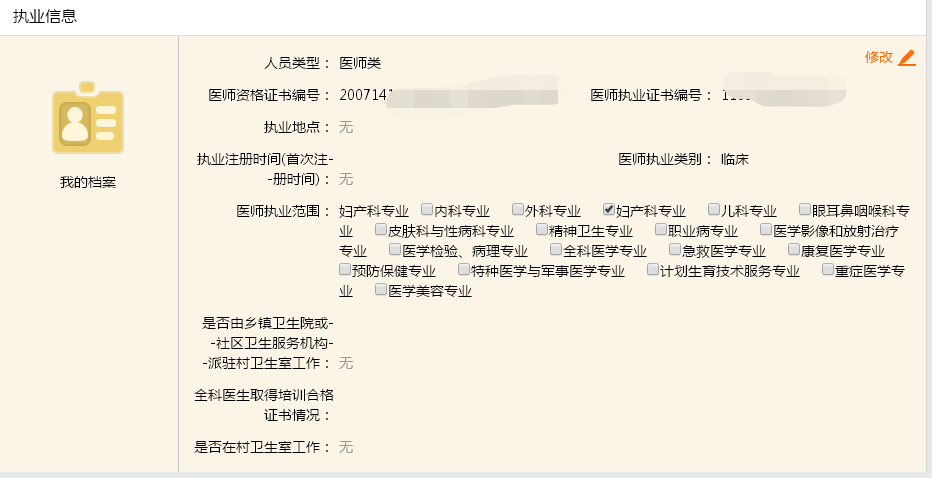 执业信息
修改
人员类型： 医师类
医师资格证书编号： 200714 医师执业证书编号：
执业地点： 无
执业注册时间(首次注-
-册时间)： 无
医师执业类别： 临床
我的档案
医师执业范围： 妇产科专业 内科专业 外科专业 妇产科专业 儿科专业 眼耳鼻咽喉科专
业 皮肤科与性病科专业 精神卫生专业 职业病专业 医学影像和放射治疗
专业 医学检验、病理专业 全科医学专业 急救医学专业 康复医学专业
预防保健专业 特种医学与军事医学专业 计划生育技术服务专业 重症医学专
业 医学美容专业
是否由乡镇卫生院或-
-社区卫生服务机构-
-派驻村卫生室工作： 无
全科医生取得培训合格
证书情况：
是否在村卫生室工作： 无